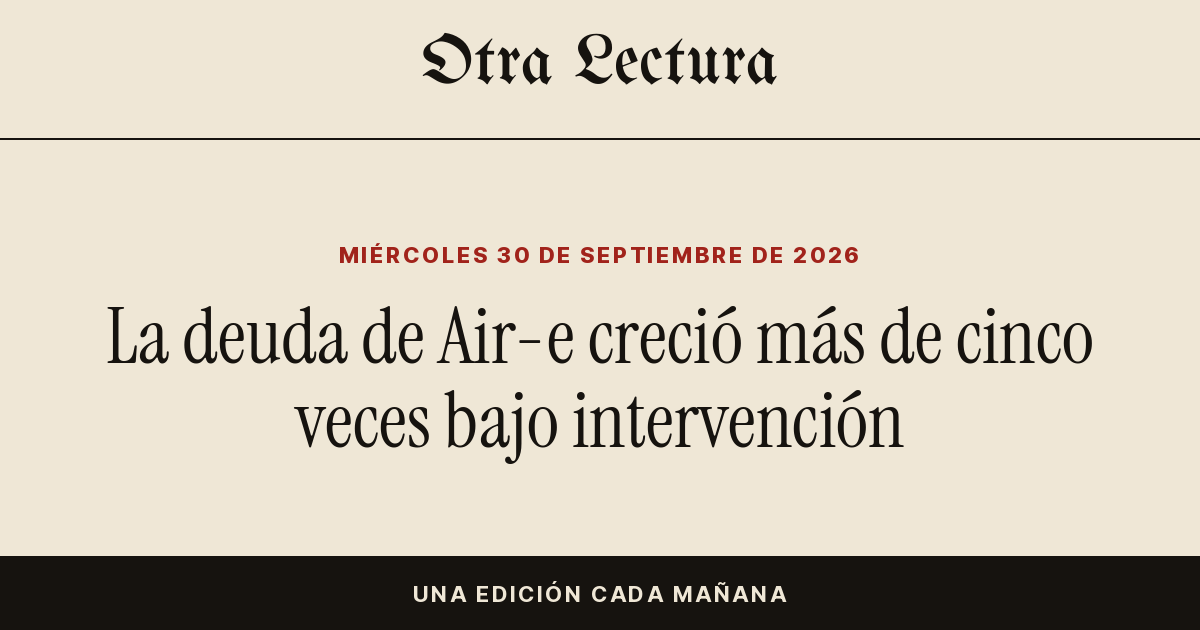 Otra Lectura
MIÉRCOLES 30 DE SEPTIEMBRE DE 2026
La deuda de Air-e creció más de cinco
veces bajo intervención
UNA EDICIÓN CADA MAÑANA